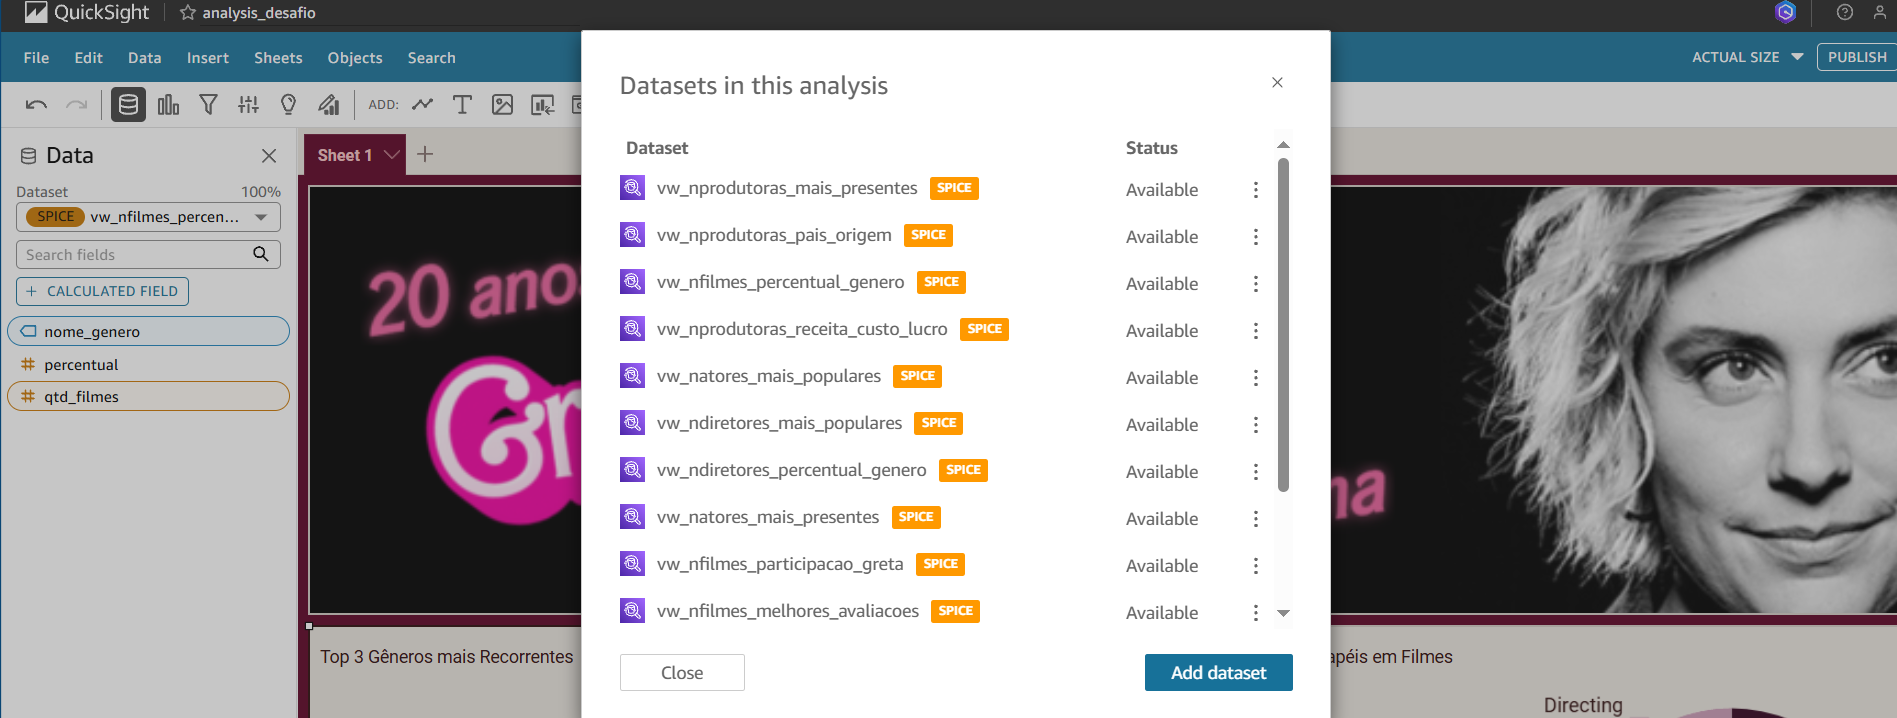 QuickSight
analysis_desafio
File Edit Data Insert Sheets Objects Search
ACTUAL SIZE
PUBLISH
ADD:
Data
Dataset 100%
SPICE vw_nfilmes_percen...
Search fields
+ CALCULATED FIELD
nome_genero
# percentual
# qtd_filmes
Sheet 1
20 anos
Gr
ma
Datasets in this analysis
Dataset Status
vw_nprodutoras_mais_presentes SPICE Available
vw_nprodutoras_pais_origem SPICE Available
vw_nfilmes_percentual_genero SPICE Available
vw_nprodutoras_receita_custo_lucro SPICE Available
vw_natores_mais_populares SPICE Available
vw_ndiretores_mais_populares SPICE Available
vw_ndiretores_percentual_genero SPICE Available
vw_natores_mais_presentes SPICE Available
vw_nfilmes_participacao_greta SPICE Available
vw_nfilmes_melhores_avaliacoes SPICE Available
Close
Add dataset
Top 3 Gêneros mais Recorrentes
apéis em Filmes
Directing